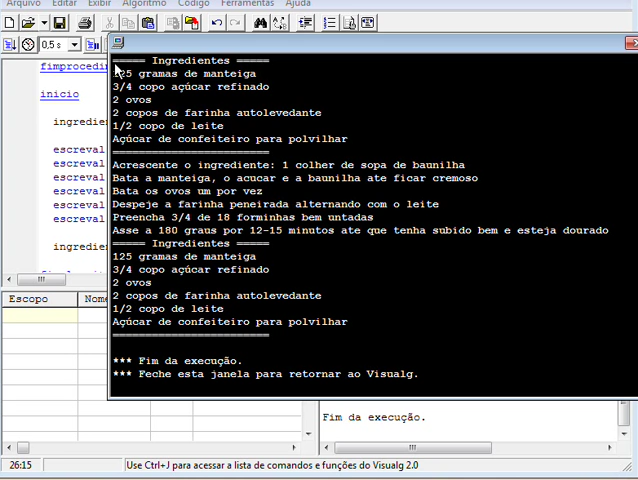 Arquivo Editar Exibir Algoritmo Código Ferramentas Ajuda
0,5 s
fimprocedi
inicio
ingredie
escreval
escreval
escreval
escreval
escreval
escreval
ingredie
Escopo Nome
===== Ingredientes =====
125 gramas de manteiga
3/4 copo açúcar refinado
2 ovos
2 copos de farinha autolevedante
1/2 copo de leite
Açúcar de confeiteiro para polvilhar
========================
Acrescente o ingrediente: 1 colher de sopa de baunilha
Bata a manteiga, o acucar e a baunilha ate ficar cremoso
Bata os ovos um por vez
Despeje a farinha peneirada alternando com o leite
Preencha 3/4 de 18 forminhas bem untadas
Asse a 180 graus por 12-15 minutos ate que tenha subido bem e esteja dourado
===== Ingredientes =====
125 gramas de manteiga
3/4 copo açúcar refinado
2 ovos
2 copos de farinha autolevedante
1/2 copo de leite
Açúcar de confeiteiro para polvilhar
========================
*** Fim da execução.
*** Feche esta janela para retornar ao Visualg.
Fim da execução.
26:15 Use Ctrl+J para acessar a lista de comandos e funções do Visualg 2.0